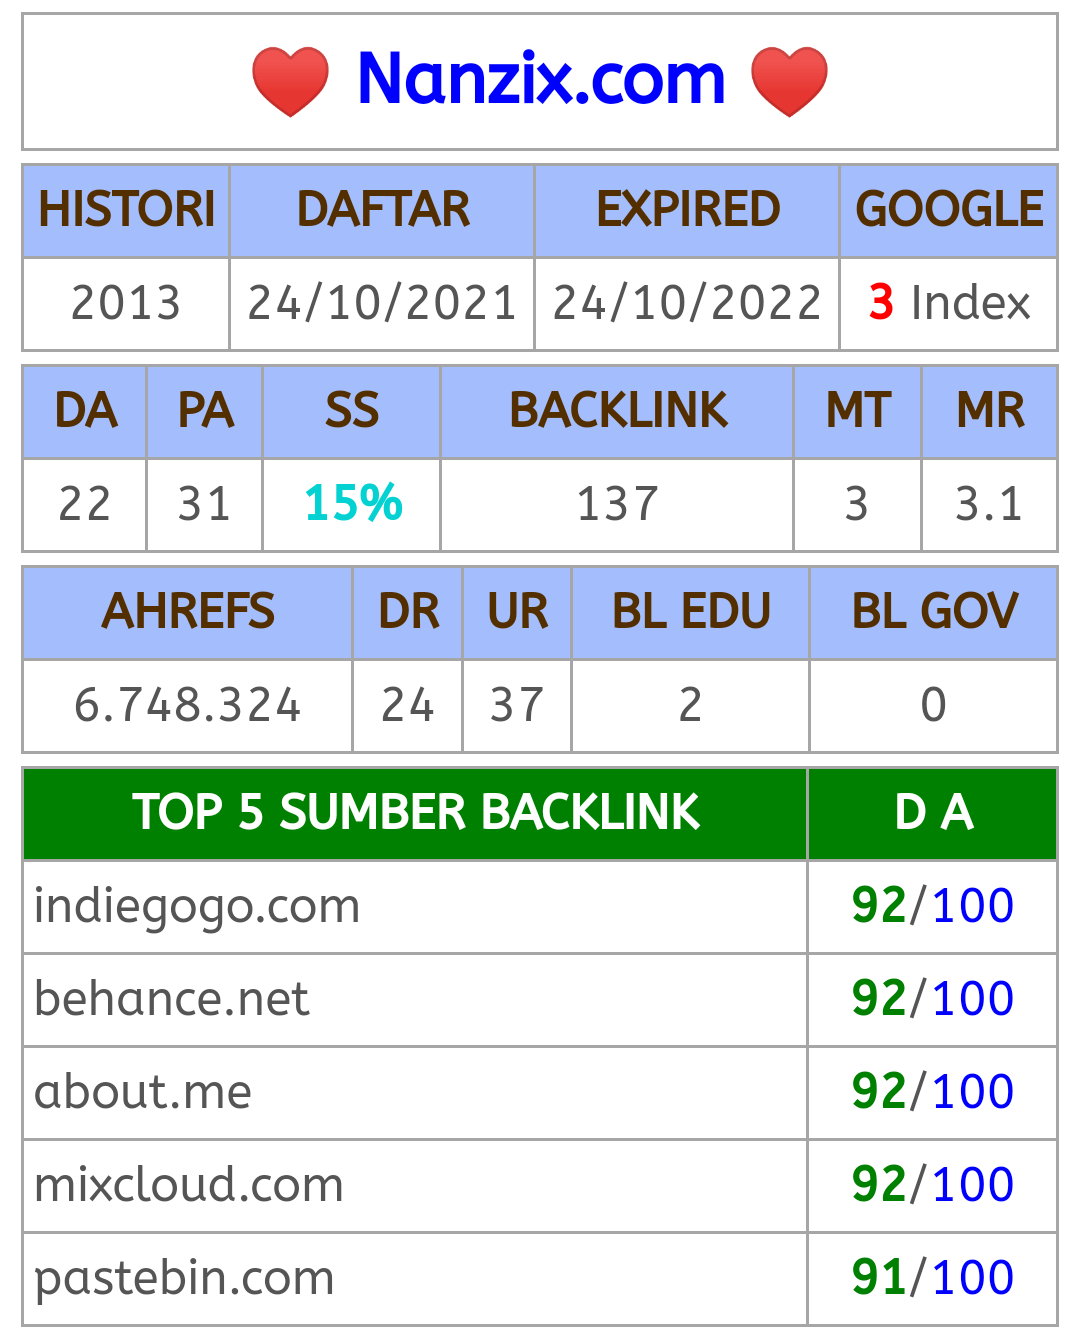 ❤️ Nanzix.com ❤️
HISTORI DAFTAR EXPIRED GOOGLE
2013 24/10/2021 24/10/2022 3 Index
DA PA SS BACKLINK MT MR
22 31 15% 137 3 3.1
AHREFS DR UR BL EDU BL GOV
6.748.324 24 37 2 0
TOP 5 SUMBER BACKLINK D A
indiegogo.com 92/100
behance.net 92/100
about.me 92/100
mixcloud.com 92/100
pastebin.com 91/100